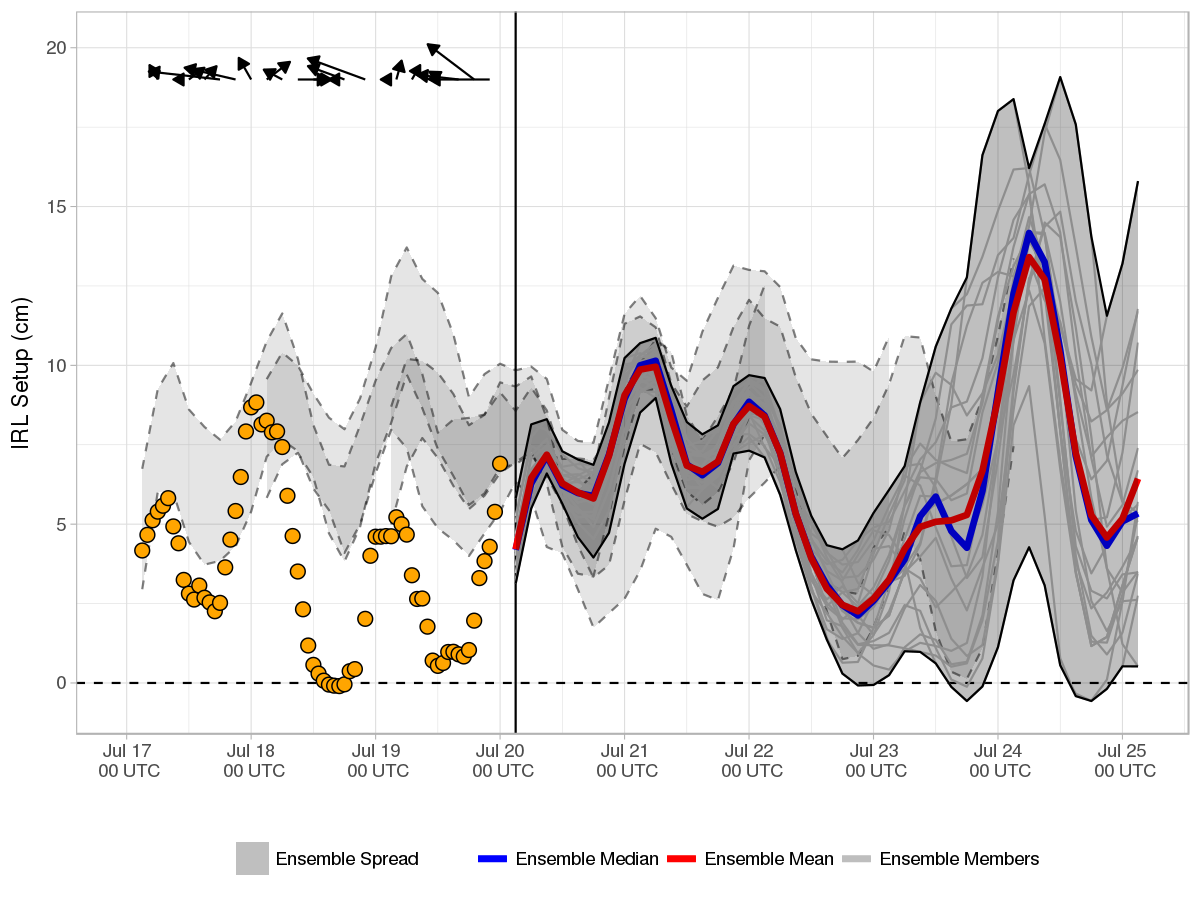 20
15
10
5
0
IRL Setup (cm)
Jul 17 Jul 18 Jul 19 Jul 20 Jul 21 Jul 22 Jul 23 Jul 24 Jul 25
00 UTC 00 UTC 00 UTC 00 UTC 00 UTC 00 UTC 00 UTC 00 UTC 00 UTC
Ensemble Spread Ensemble Median Ensemble Mean Ensemble Members